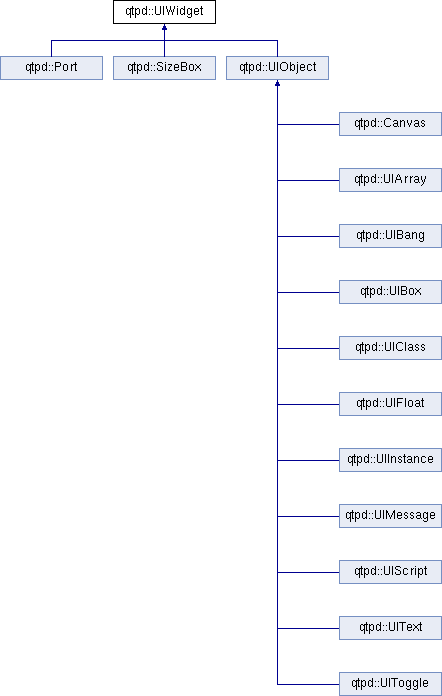 qtpd::UIWidget
qtpd::Port
qtpd::SizeBox
qtpd::UIObject
qtpd::Canvas
qtpd::UIArray
qtpd::UIBang
qtpd::UIBox
qtpd::UIClass
qtpd::UIFloat
qtpd::UIInstance
qtpd::UIMessage
qtpd::UIScript
qtpd::UIText
qtpd::UIToggle